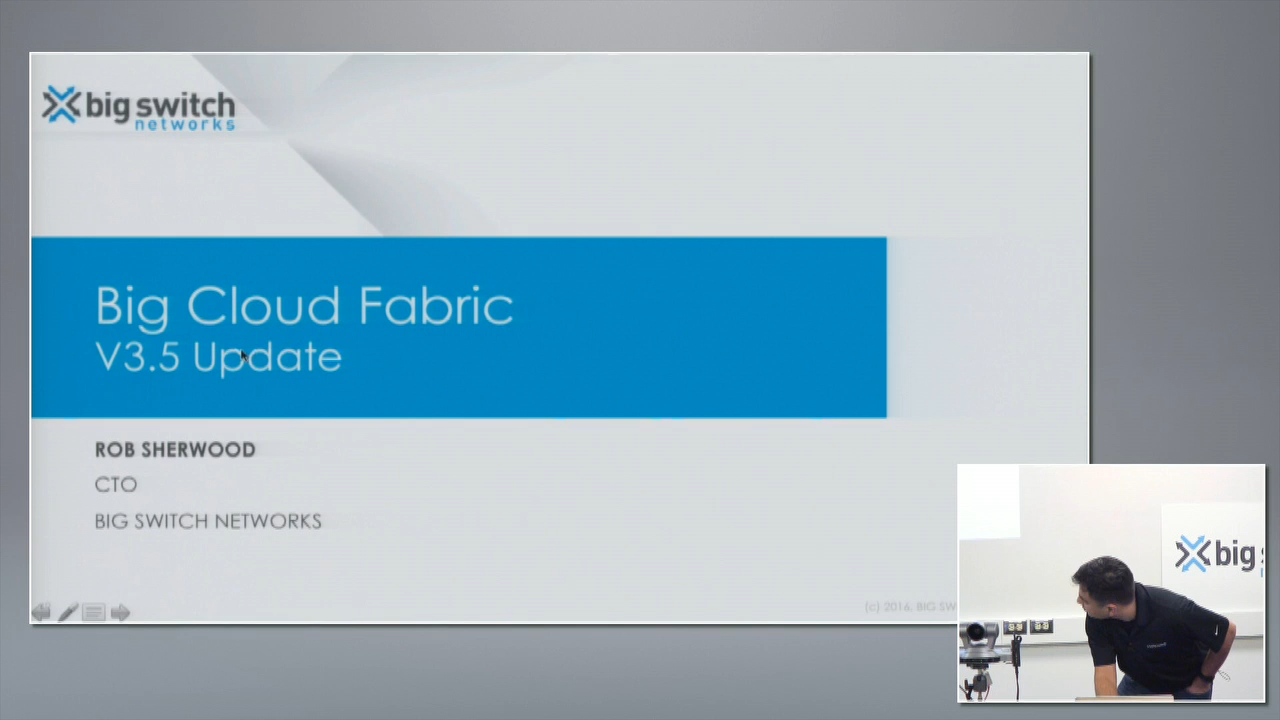 big switch
networks
Big Cloud Fabric
V3.5 Update
ROB SHERWOOD
CTO
BIG SWITCH NETWORKS
(c) 2016, BIG SW
big